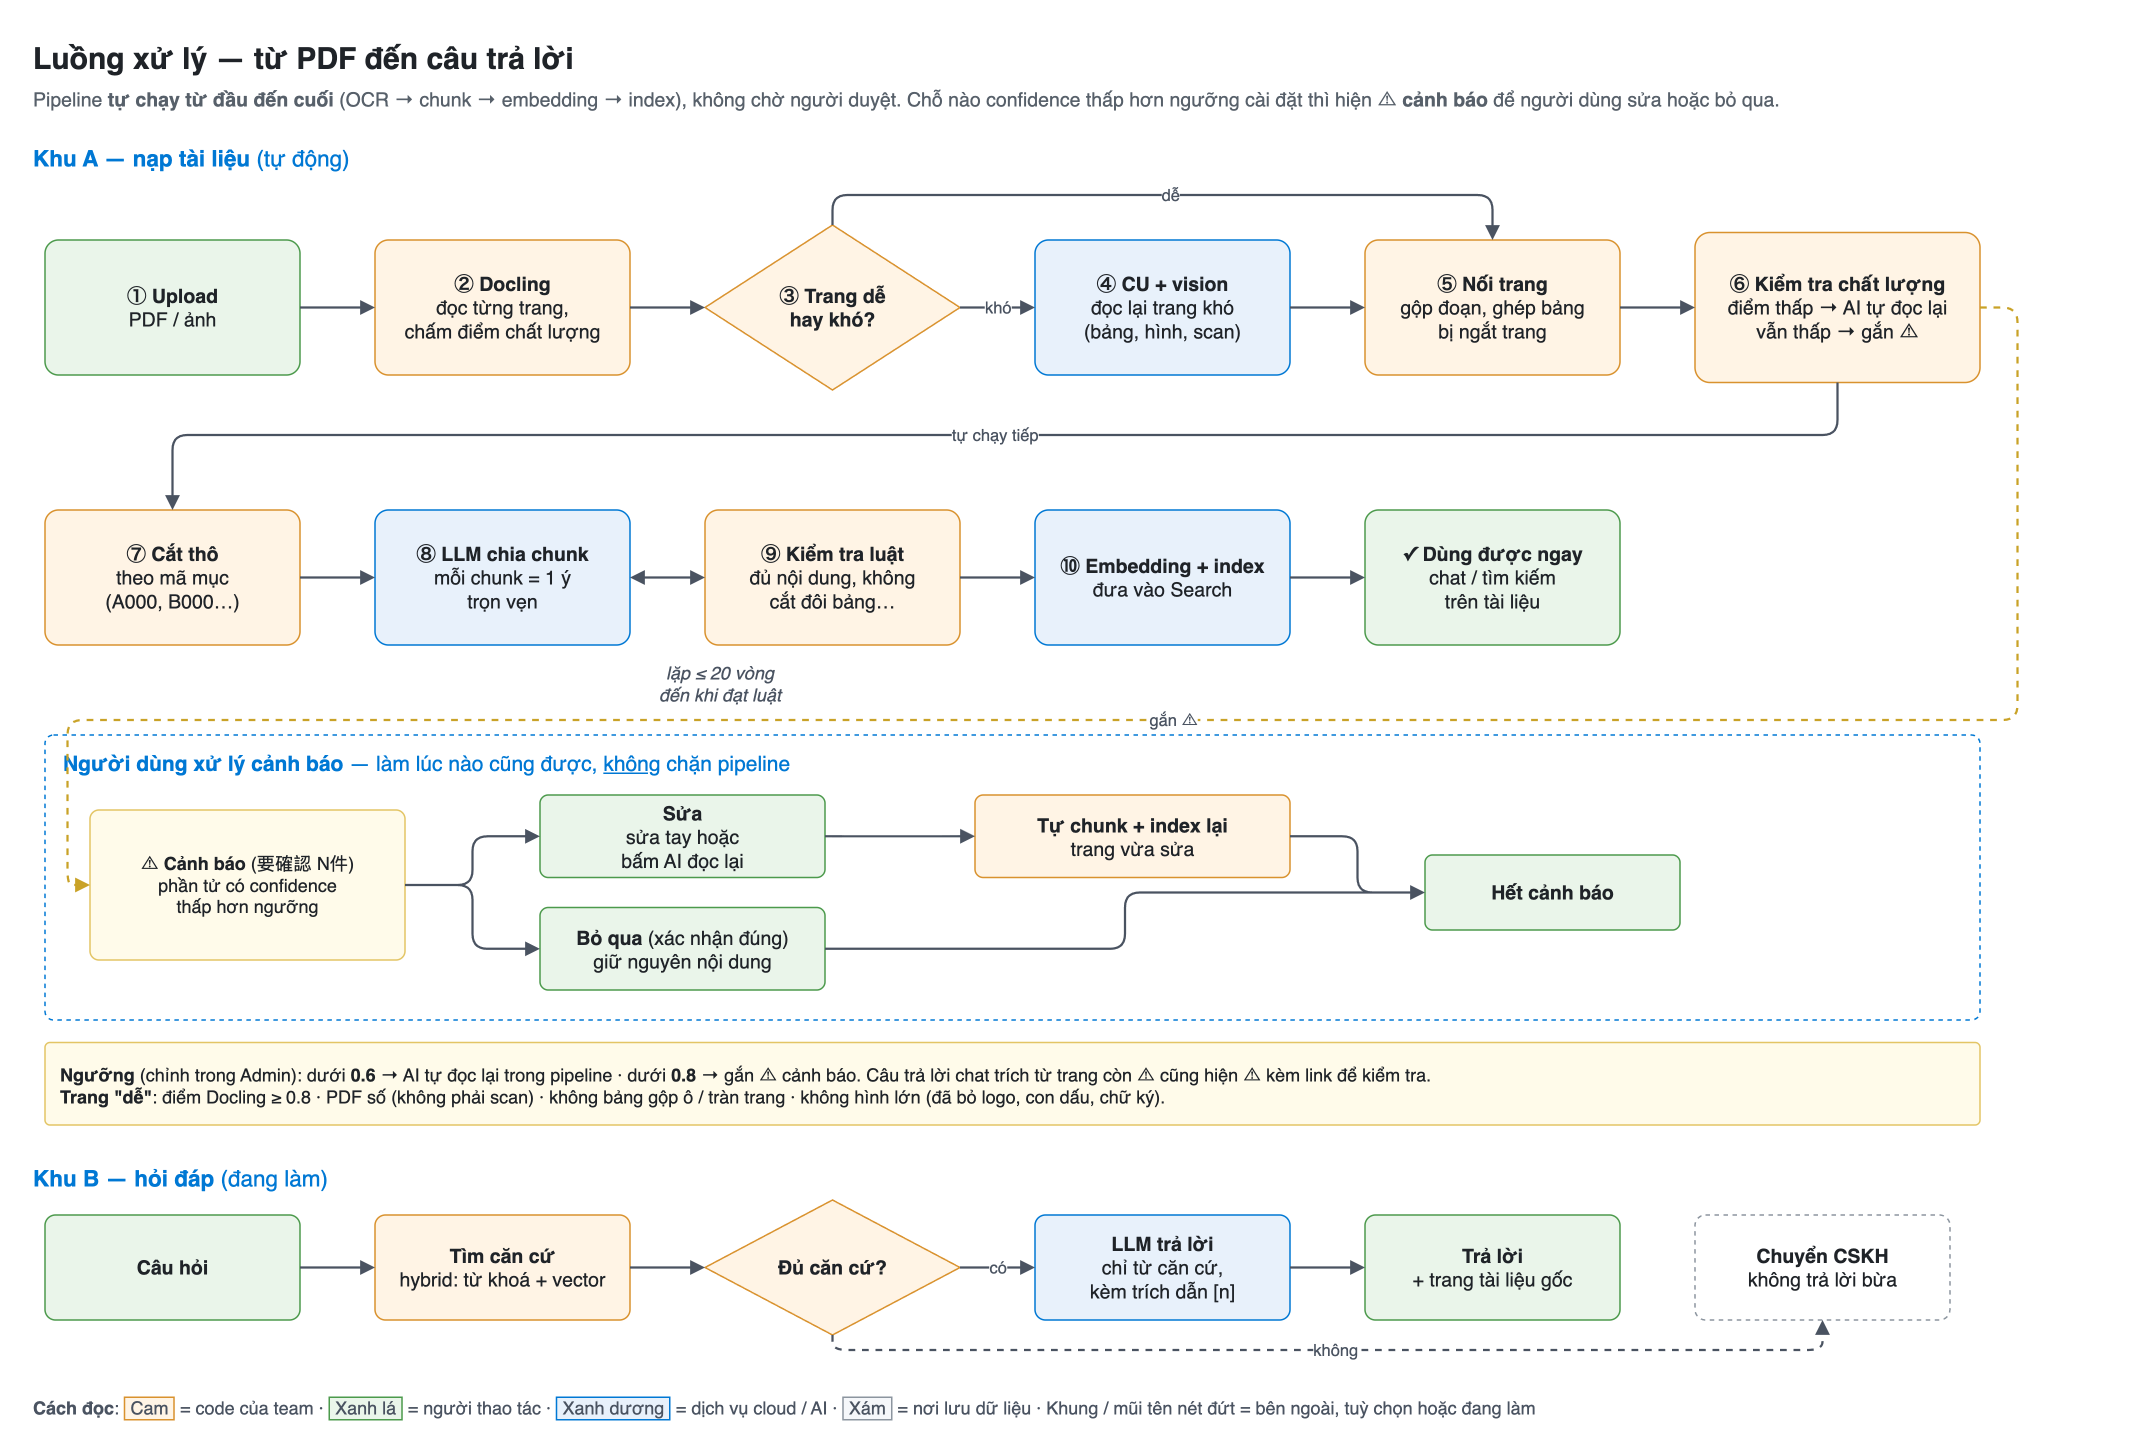 Luồng xử lý — từ PDF đến câu trả lời
Pipeline tự chạy từ đầu đến cuối (OCR → chunk → embedding → index), không chờ người duyệt. Chỗ nào confidence thấp hơn ngưỡng cài đặt thì hiện ⚠ cảnh báo để người dùng sửa hoặc bỏ qua.
Khu A — nạp tài liệu (tự động)
dễ
① Upload
PDF / ảnh
② Docling
đọc từng trang,
chấm điểm chất lượng
③ Trang dễ
hay khó?
khó
④ CU + vision
đọc lại trang khó
(bảng, hình, scan)
⑤ Nối trang
gộp đoạn, ghép bảng
bị ngắt trang
⑥ Kiểm tra chất lượng
điểm thấp → AI tự đọc lại
vẫn thấp → gắn ⚠
tự chạy tiếp
⑦ Cắt thô
theo mã mục
(A000, B000…)
⑧ LLM chia chunk
mỗi chunk = 1 ý
trọn vẹn
⑨ Kiểm tra luật
đủ nội dung, không
cắt đôi bảng…
⑩ Embedding + index
đưa vào Search
✓ Dùng được ngay
chat / tìm kiếm
trên tài liệu
lặp ≤ 20 vòng
đến khi đạt luật
gắn ⚠
Người dùng xử lý cảnh báo — làm lúc nào cũng được, không chặn pipeline
⚠ Cảnh báo (要確認 N件)
phần tử có confidence
thấp hơn ngưỡng
Sửa
sửa tay hoặc
bấm AI đọc lại
Tự chunk + index lại
trang vừa sửa
Bỏ qua (xác nhận đúng)
giữ nguyên nội dung
Hết cảnh báo
Ngưỡng (chỉnh trong Admin): dưới 0.6 → AI tự đọc lại trong pipeline · dưới 0.8 → gắn ⚠ cảnh báo. Câu trả lời chat trích từ trang còn ⚠ cũng hiện ⚠ kèm link để kiểm tra.
Trang "dễ": điểm Docling ≥ 0.8 · PDF số (không phải scan) · không bảng gộp ô / tràn trang · không hình lớn (đã bỏ logo, con dấu, chữ ký).
Khu B — hỏi đáp (đang làm)
Câu hỏi
Tìm căn cứ
hybrid: từ khoá + vector
Đủ căn cứ?
có
LLM trả lời
chỉ từ căn cứ,
kèm trích dẫn [n]
Trả lời
+ trang tài liệu gốc
Chuyển CSKH
không trả lời bừa
không
Cách đọc: Cam = code của team · Xanh lá = người thao tác · Xanh dương = dịch vụ cloud / AI · Xám = nơi lưu dữ liệu · Khung / mũi tên nét đứt = bên ngoài, tuỳ chọn hoặc đang làm